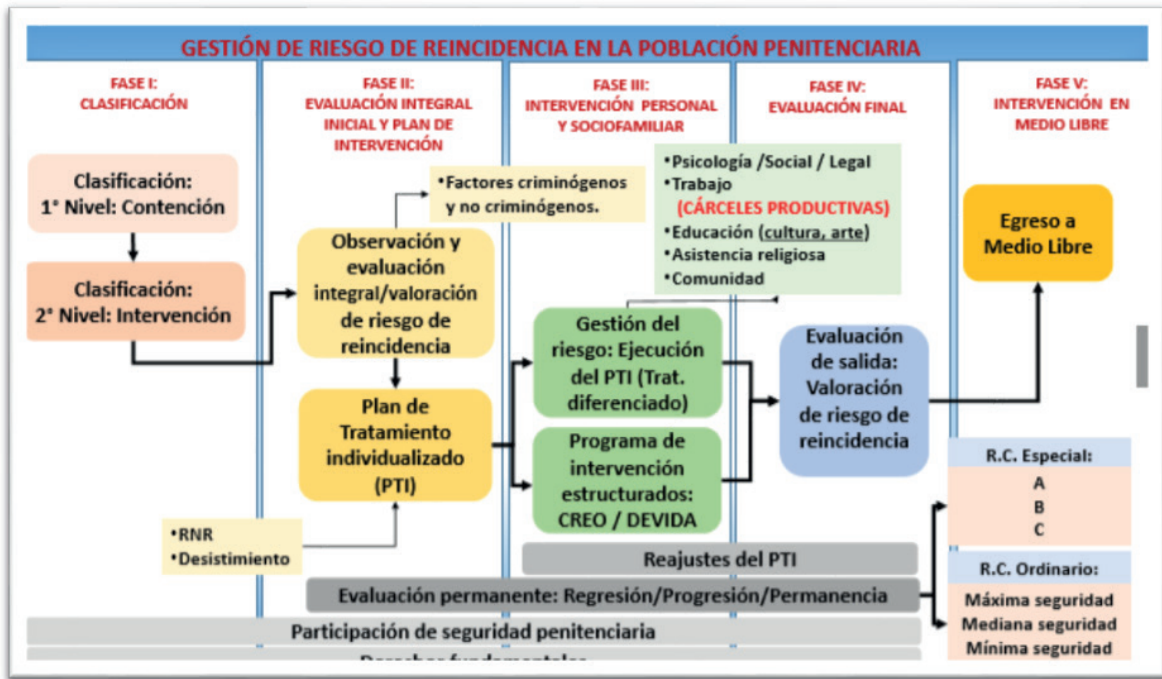 GESTIÓN DE RIESGO DE REINCIDENCIA EN LA POBLACIÓN PENITENCIARIA
FASE I:
CLASIFICACIÓN
FASE II:
EVALUACIÓN INTEGRAL
INICIAL Y PLAN DE
INTERVENCIÓN
FASE III:
INTERVENCIÓN PERSONAL
Y SOCIOFAMILIAR
FASE IV:
EVALUACIÓN FINAL
FASE V:
INTERVENCIÓN EN
MEDIO LIBRE
Clasificación:
1° Nivel: Contención
Clasificación:
2° Nivel: Intervención
•Factores criminógenos
y no criminógenos.
Observación y
evaluación
integral/valoración
de riesgo de
reincidencia
Plan de
Tratamiento
individualizado
(PTI)
•RNR
•Desistimiento
•Psicología /Social / Legal
•Trabajo
(CÁRCELES PRODUCTIVAS)
•Educación (cultura, arte)
•Asistencia religiosa
•Comunidad
Gestión del
riesgo: Ejecución
del PTI (Trat.
diferenciado)
Programa de
intervención
estructurados:
CREO / DEVIDA
Evaluación
de salida:
Valoración
de riesgo de
reincidencia
Egreso a
Medio Libre
R.C. Especial:
A
B
C
R.C. Ordinario:
Máxima seguridad
Mediana seguridad
Mínima seguridad
Reajustes del PTI
Evaluación permanente: Regresión/Progresión/Permanencia
Participación de seguridad penitenciaria
Derechos fundamentales